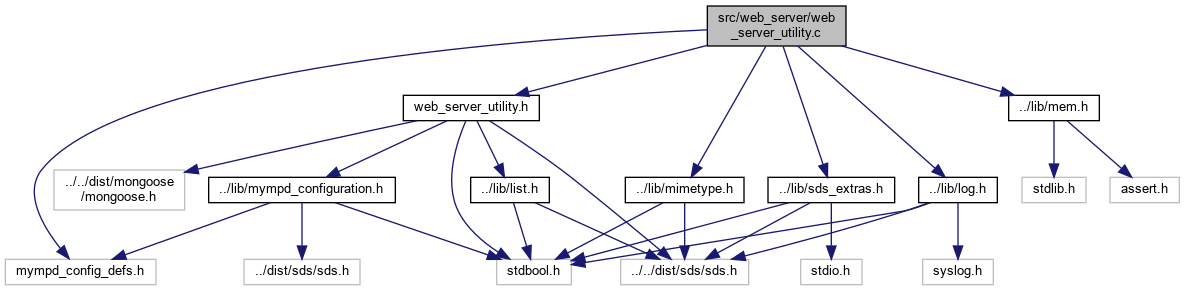 src/web_server/web
_server_utility.c
web_server_utility.h
../lib/mem.h
../../dist/mongoose
/mongoose.h
../lib/mympd_configuration.h
../lib/list.h
../lib/mimetype.h
../lib/sds_extras.h
../lib/log.h
stdlib.h
assert.h
mympd_config_defs.h
../dist/sds/sds.h
stdbool.h
../../dist/sds/sds.h
stdio.h
syslog.h